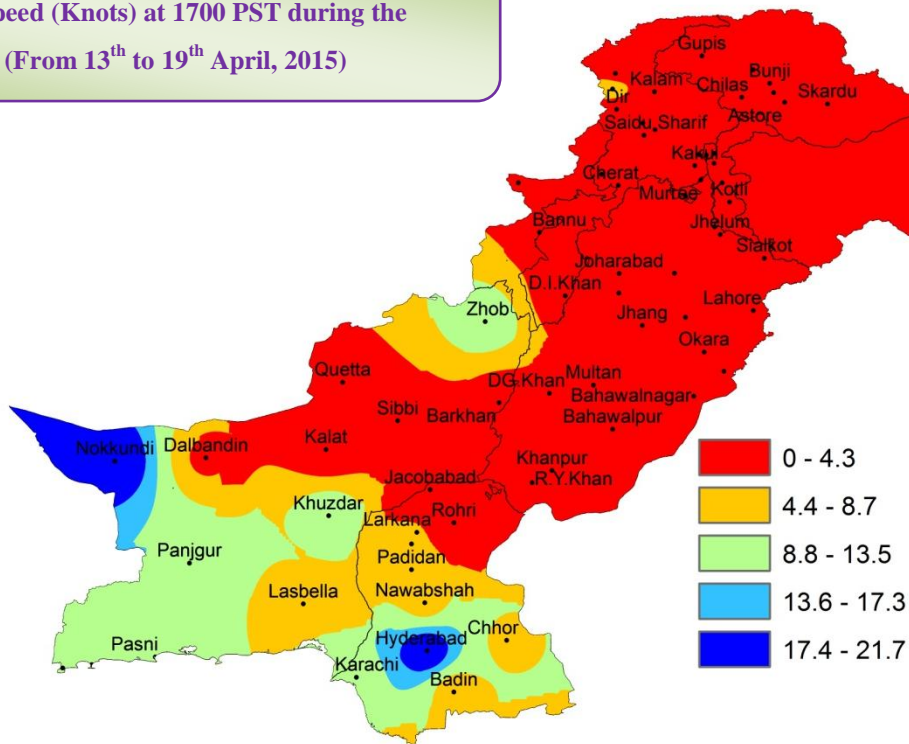 peed (Knots) at 1700 PST during the
(From 13th to 19th April, 2015)
Gupis
Bunji
Kalam
Chilas
Skardu
Dir
Astore
Saidu Sharif
Kakul
Cherat
Murree
Kotli
Bannu
Jhelum
Sialkot
Joharabad
D.I.Khan
Zhob
Lahore
Jhang
Okara
Quetta
DG.Khan
Multan
Bahawalnagar
Sibbi
Barkhan
Bahawalpur
Nokkundi
Dalbandin
Kalat
Khanpur
Jacobabad
R.Y.Khan
Khuzdar
Rohri
Larkana
Panjgur
Padidan
Lasbella
Nawabshah
Pasni
Hyderabad
Chhor
Karachi
Badin
0 - 4.3
4.4 - 8.7
8.8 - 13.5
13.6 - 17.3
17.4 - 21.7